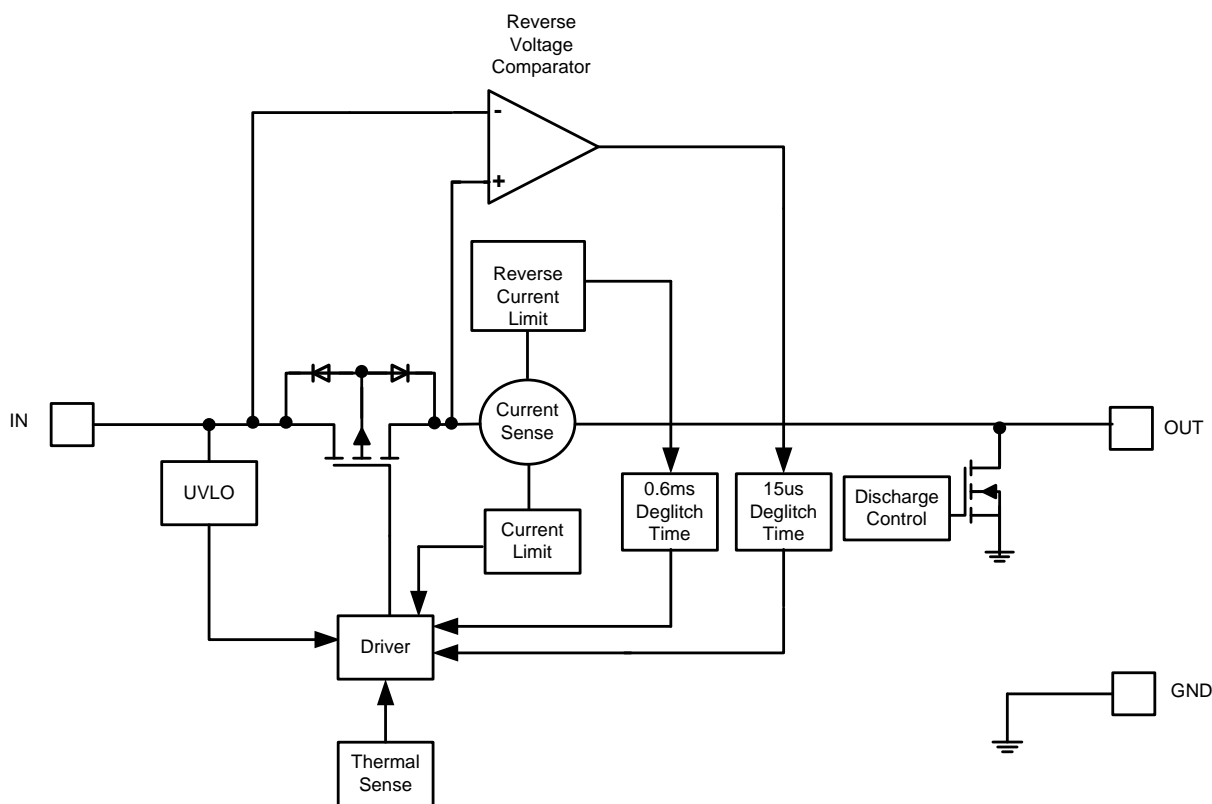 Reverse
Voltage
Comparator
-
+
Reverse
Current
Limit
IN
Current
Sense
OUT
UVLO
0.6ms
Deglitch
Time
15us
Deglitch
Time
Discharge
Control
Current
Limit
Driver
GND
Thermal
Sense